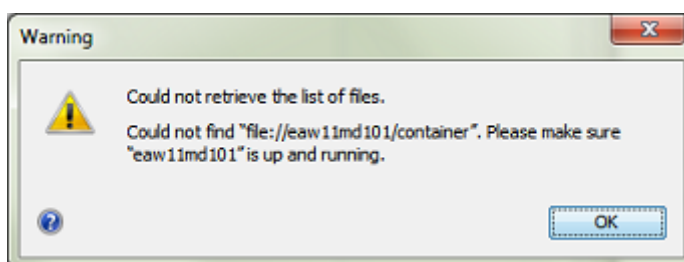 Warning
Could not retrieve the list of files.
Could not find "file://eaw11md101/container". Please make sure
"eaw11md101" is up and running.
OK